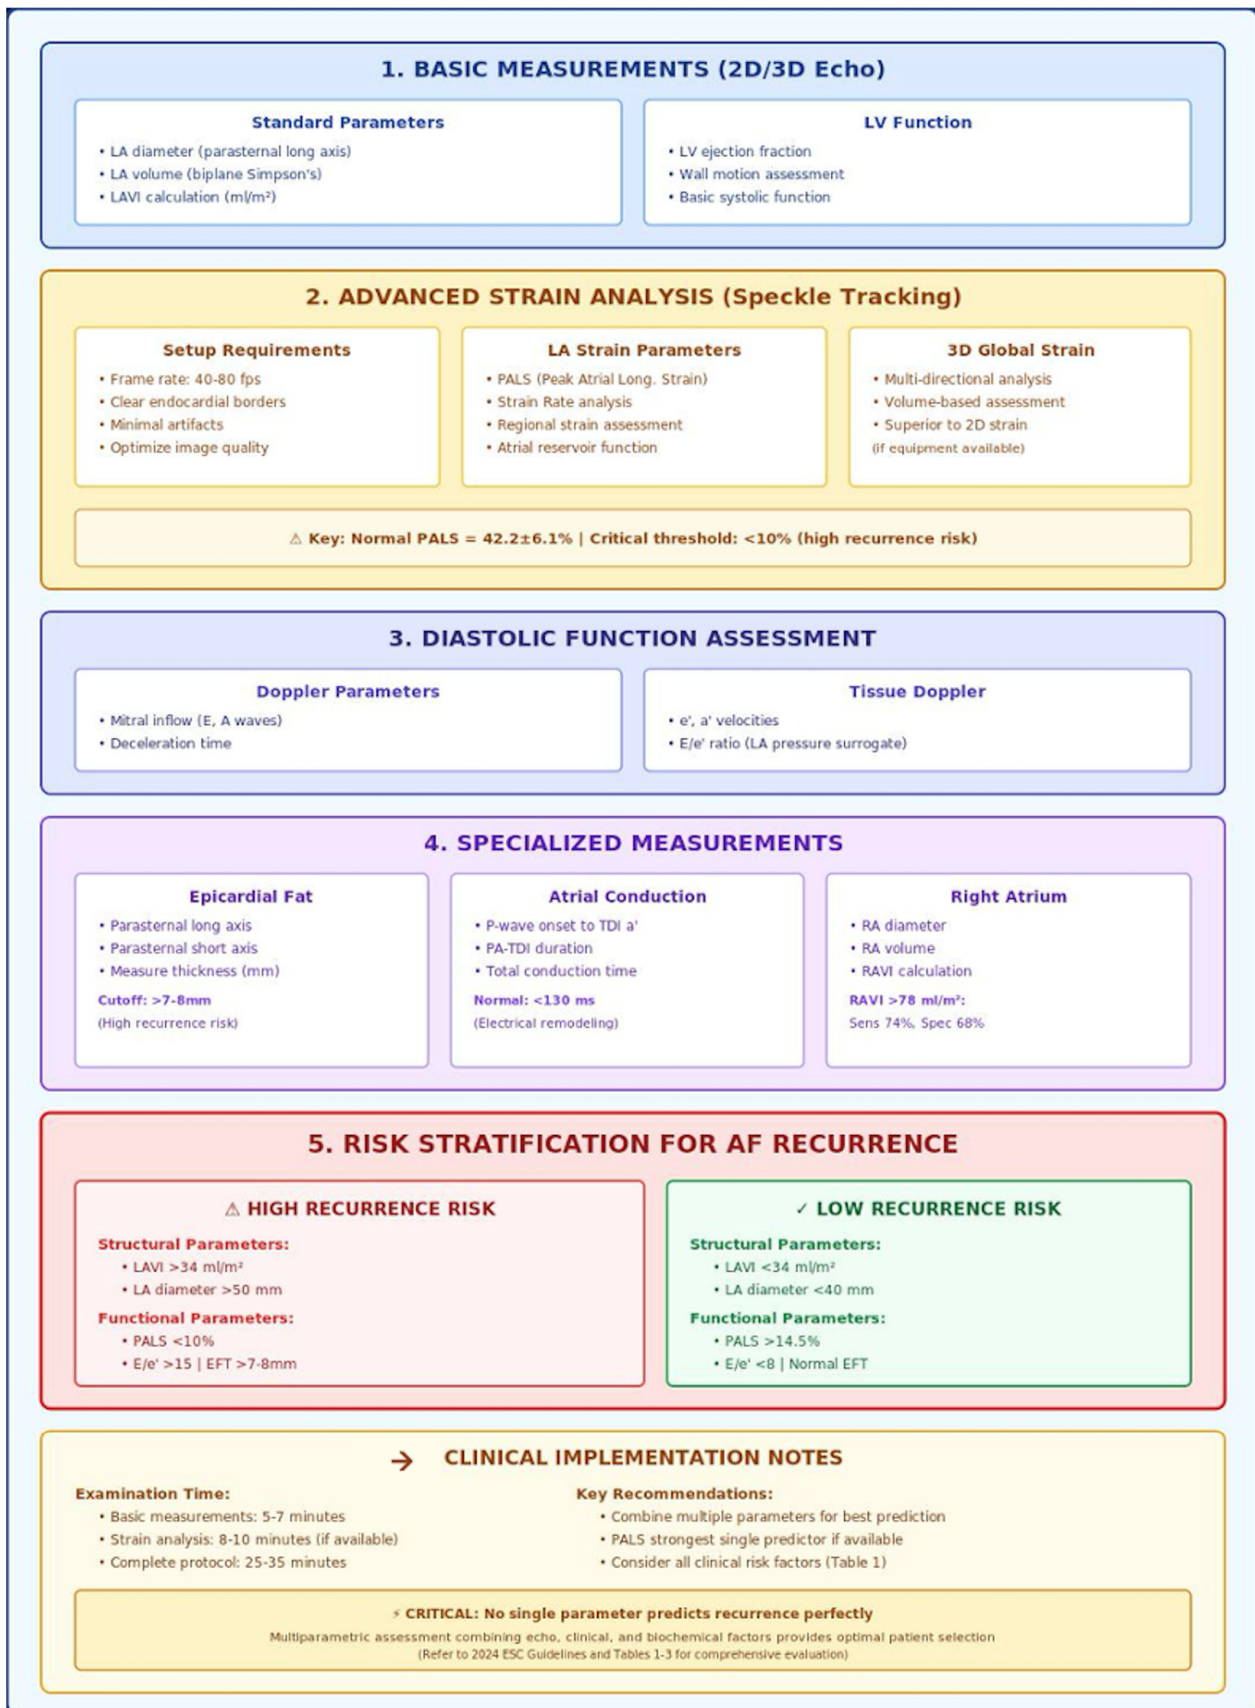 1. BASIC MEASUREMENTS (2D/3D Echo)
Standard Parameters
• LA diameter (parasternal long axis)
• LA volume (biplane Simpson's)
• LAVI calculation (ml/m²)
LV Function
• LV ejection fraction
• Wall motion assessment
• Basic systolic function
2. ADVANCED STRAIN ANALYSIS (Speckle Tracking)
Setup Requirements
• Frame rate: 40-80 fps
• Clear endocardial borders
• Minimal artifacts
• Optimize image quality
LA Strain Parameters
• PALS (Peak Atrial Long. Strain)
• Strain Rate analysis
• Regional strain assessment
• Atrial reservoir function
3D Global Strain
• Multi-directional analysis
• Volume-based assessment
• Superior to 2D strain
(if equipment available)
⚠ Key: Normal PALS = 42.2±6.1% | Critical threshold: <10% (high recurrence risk)
3. DIASTOLIC FUNCTION ASSESSMENT
Doppler Parameters
• Mitral inflow (E, A waves)
• Deceleration time
Tissue Doppler
• e', a' velocities
• E/e' ratio (LA pressure surrogate)
4. SPECIALIZED MEASUREMENTS
Epicardial Fat
• Parasternal long axis
• Parasternal short axis
• Measure thickness (mm)
Cutoff: >7-8mm
(High recurrence risk)
Atrial Conduction
• P-wave onset to TDI a'
• PA-TDI duration
• Total conduction time
Normal: <130 ms
(Electrical remodeling)
Right Atrium
• RA diameter
• RA volume
• RAVI calculation
RAVI >78 ml/m²:
Sens 74%, Spec 68%
5. RISK STRATIFICATION FOR AF RECURRENCE
⚠ HIGH RECURRENCE RISK
Structural Parameters:
• LAVI >34 ml/m²
• LA diameter >50 mm
Functional Parameters:
• PALS <10%
• E/e' >15 | EFT >7-8mm
✓ LOW RECURRENCE RISK
Structural Parameters:
• LAVI <34 ml/m²
• LA diameter <40 mm
Functional Parameters:
• PALS >14.5%
• E/e' <8 | Normal EFT
→ CLINICAL IMPLEMENTATION NOTES
Examination Time:
• Basic measurements: 5-7 minutes
• Strain analysis: 8-10 minutes (if available)
• Complete protocol: 25-35 minutes
Key Recommendations:
• Combine multiple parameters for best prediction
• PALS strongest single predictor if available
• Consider all clinical risk factors (Table 1)
⚡ CRITICAL: No single parameter predicts recurrence perfectly
Multiparametric assessment combining echo, clinical, and biochemical factors provides optimal patient selection
(Refer to 2024 ESC Guidelines and Tables 1-3 for comprehensive evaluation)